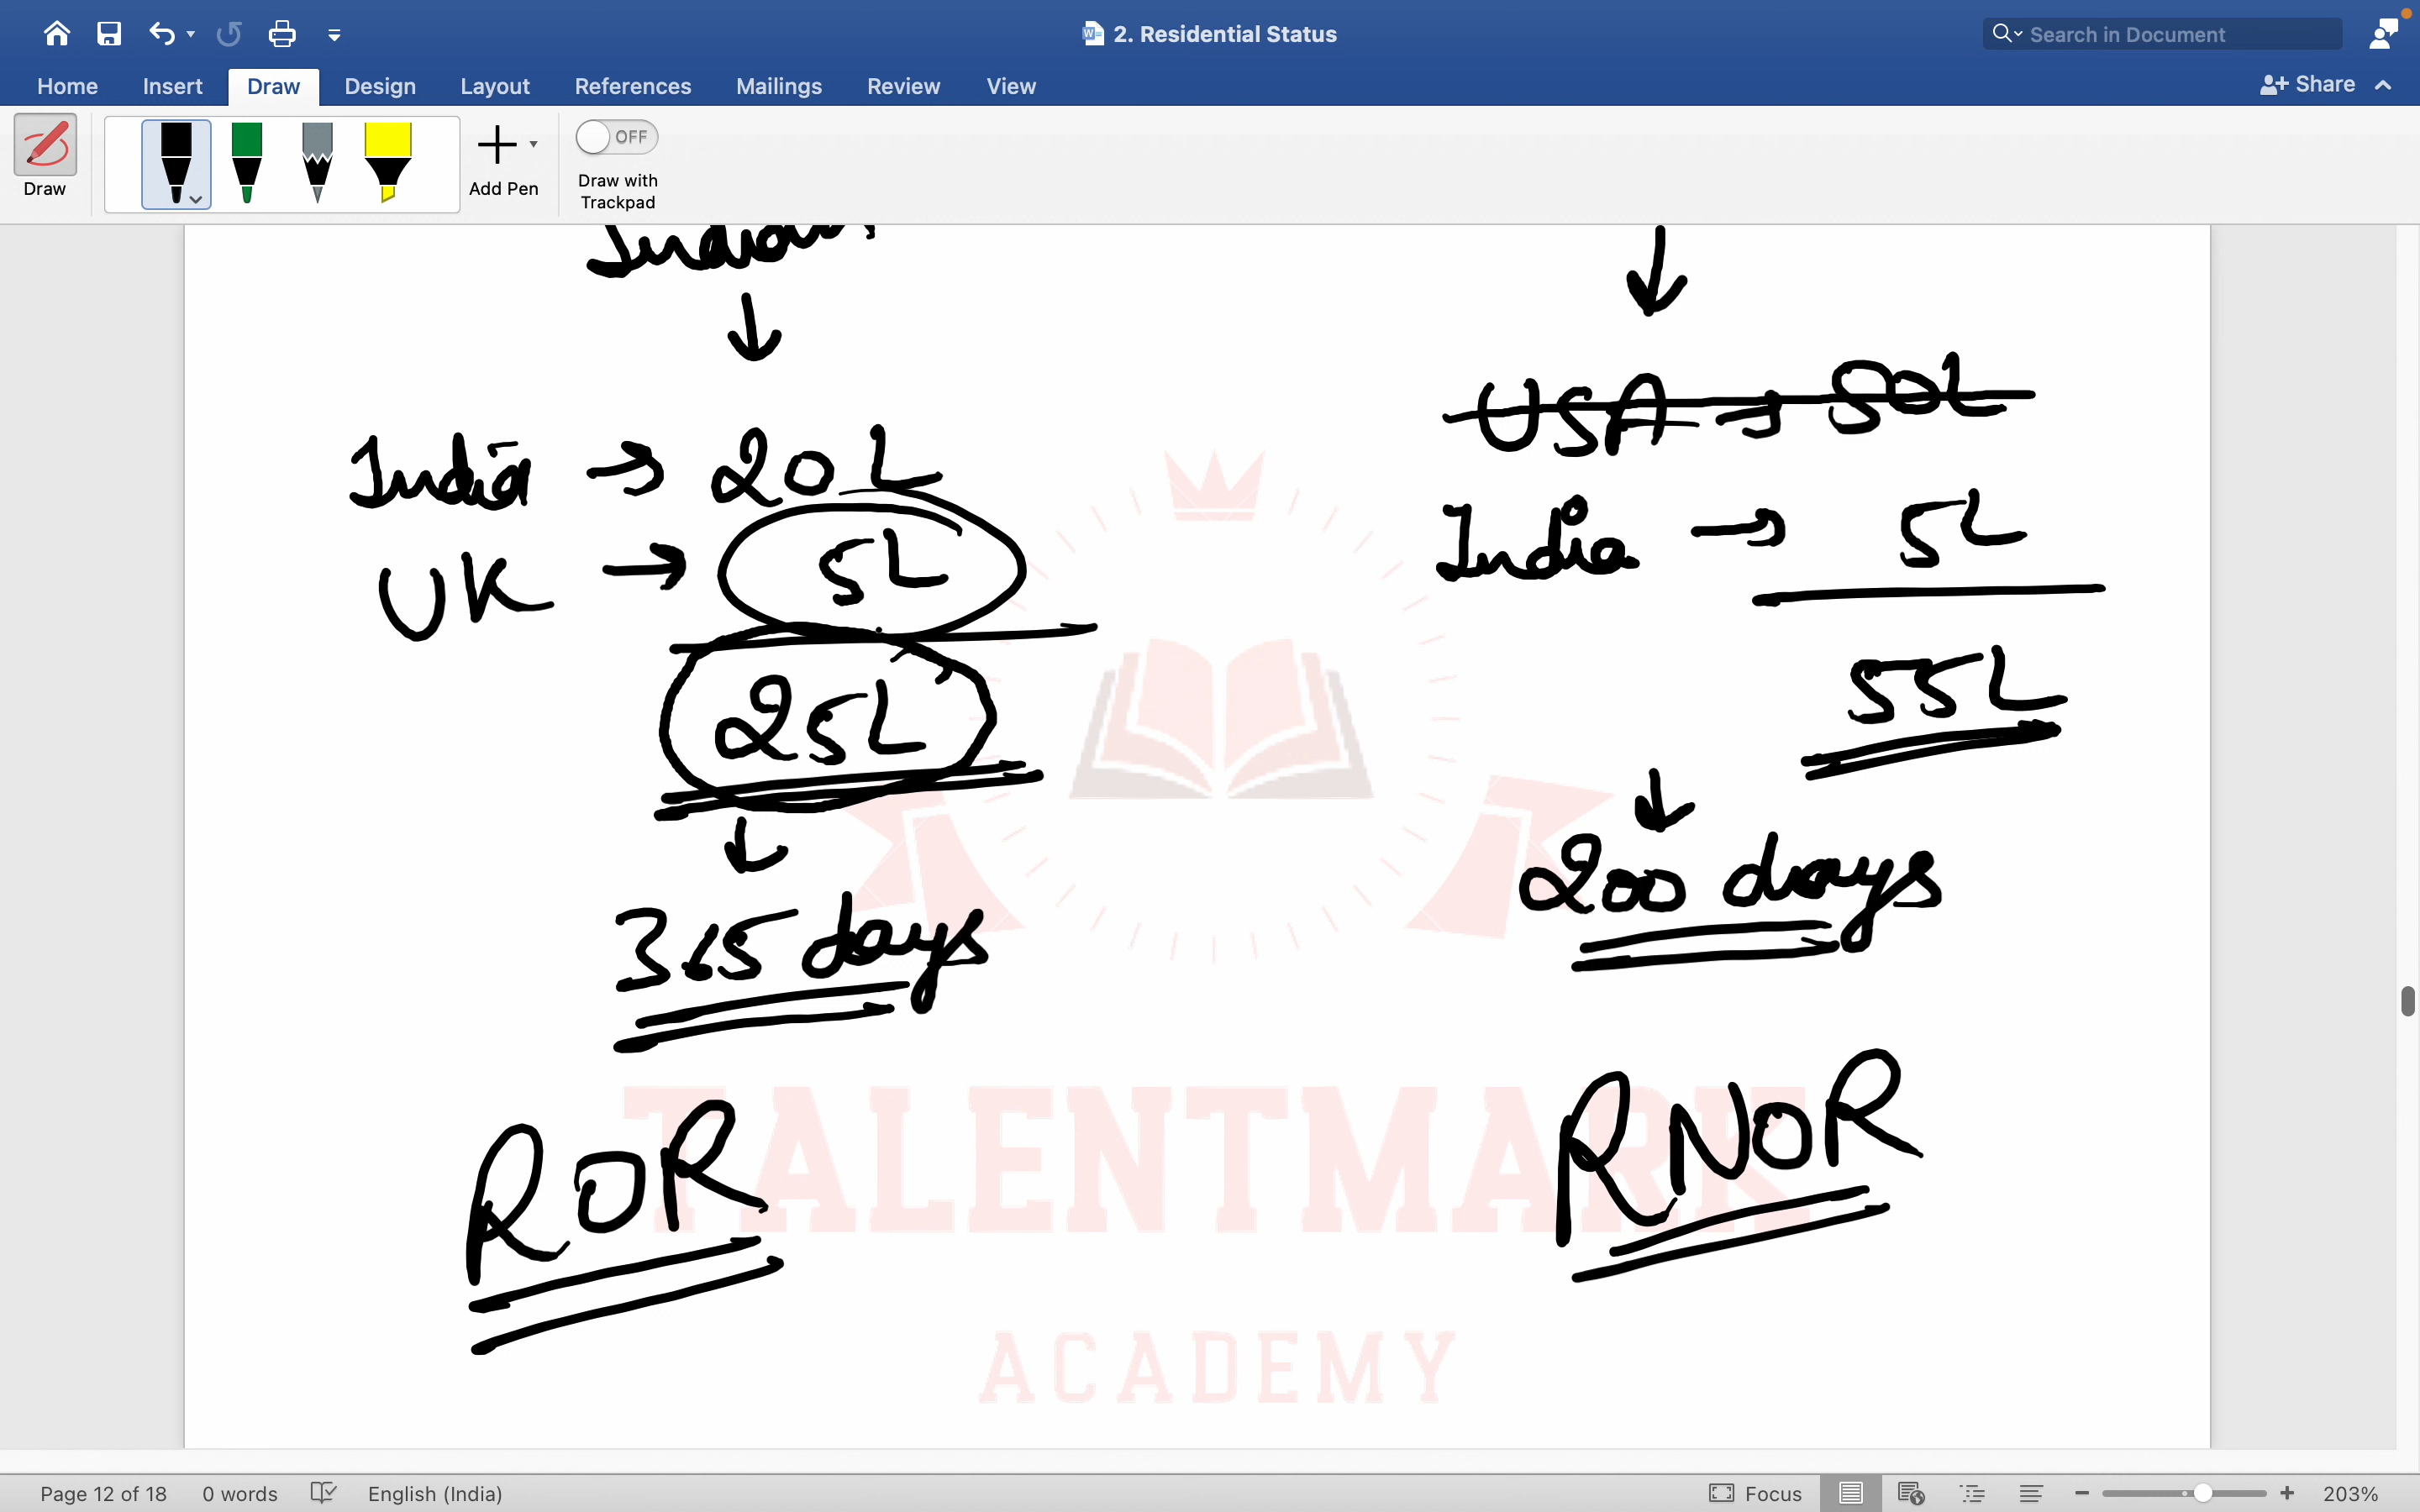 2. Residential Status
Search in Document
Home Insert Draw Design Layout References Mailings Review View
Share
OFF
Draw
Add Pen
Draw with
Trackpad
India → 20L
UK → 5L
25L
365 days
ROR
USA → 50L
India → 5L
55L
200 days
RNOR
TALENTMARK
ACADEMY
Page 12 of 18 0 words English (India)
Focus
203%